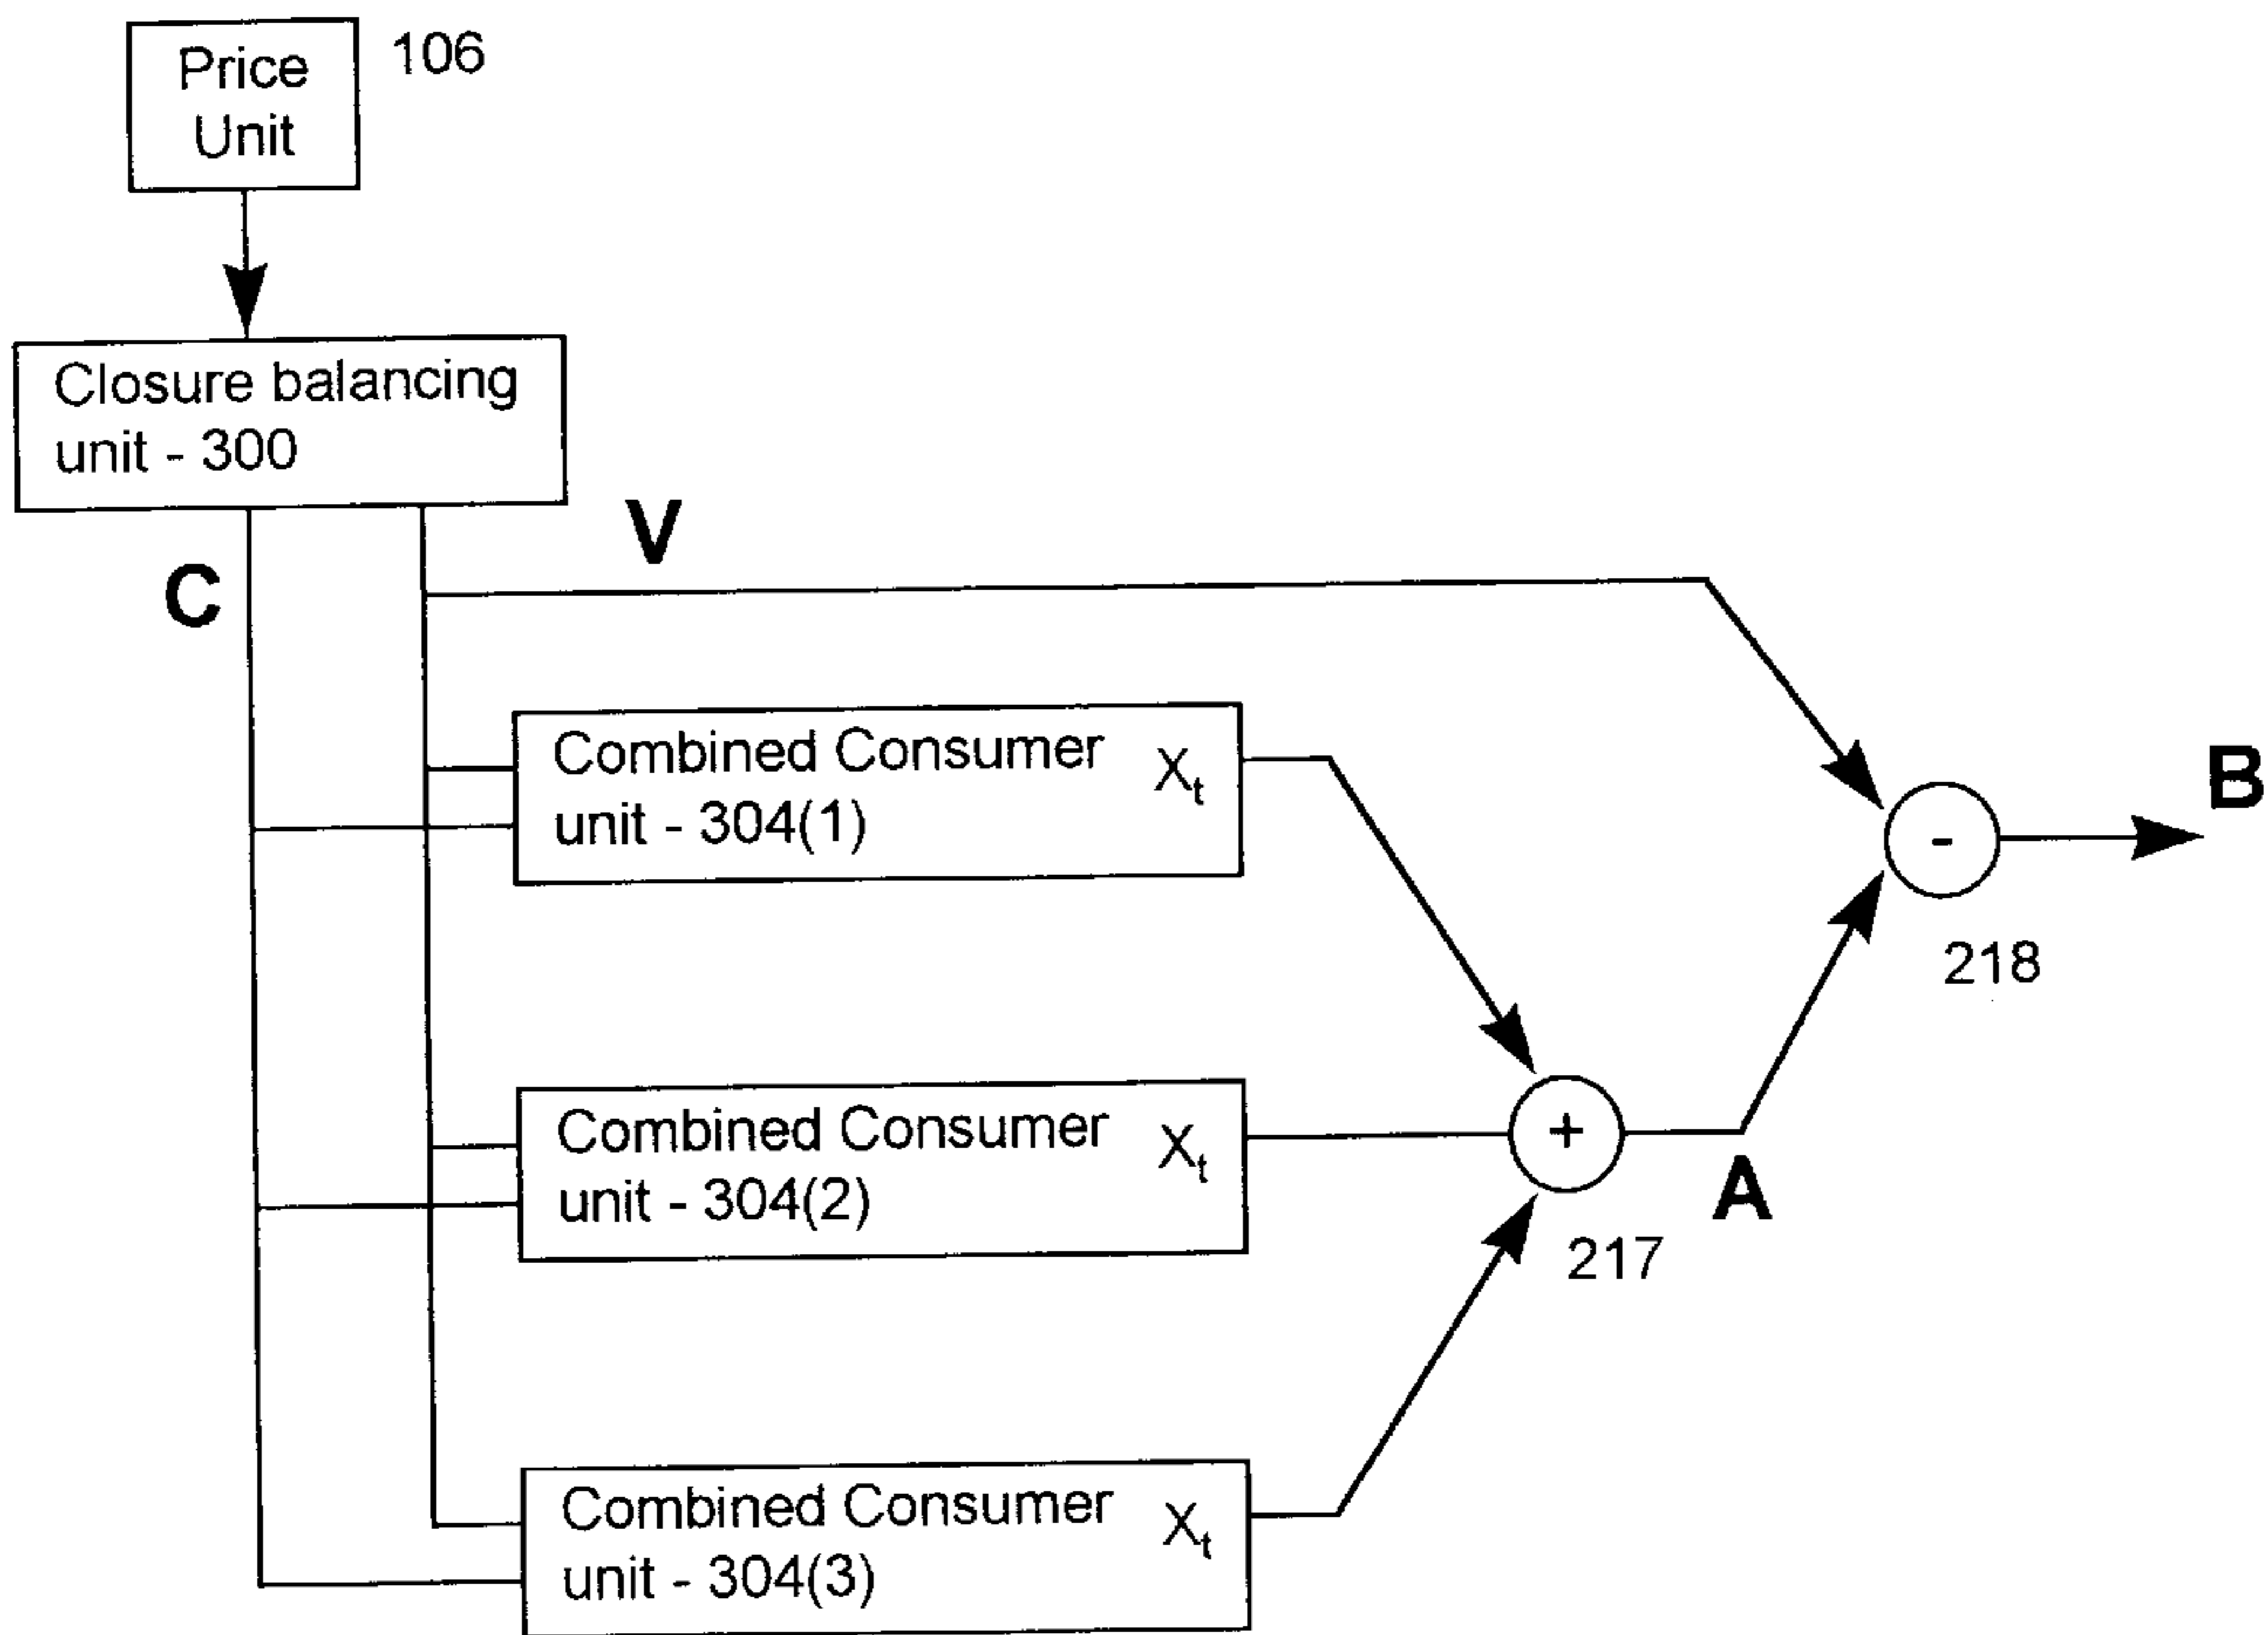 Price
Unit
106
Closure balancing
unit - 300
V
C
Combined Consumer
unit - 304(1)
Xt
B
-
218
Combined Consumer
unit - 304(2)
Xt
+
A
217
Combined Consumer
unit - 304(3)
Xt